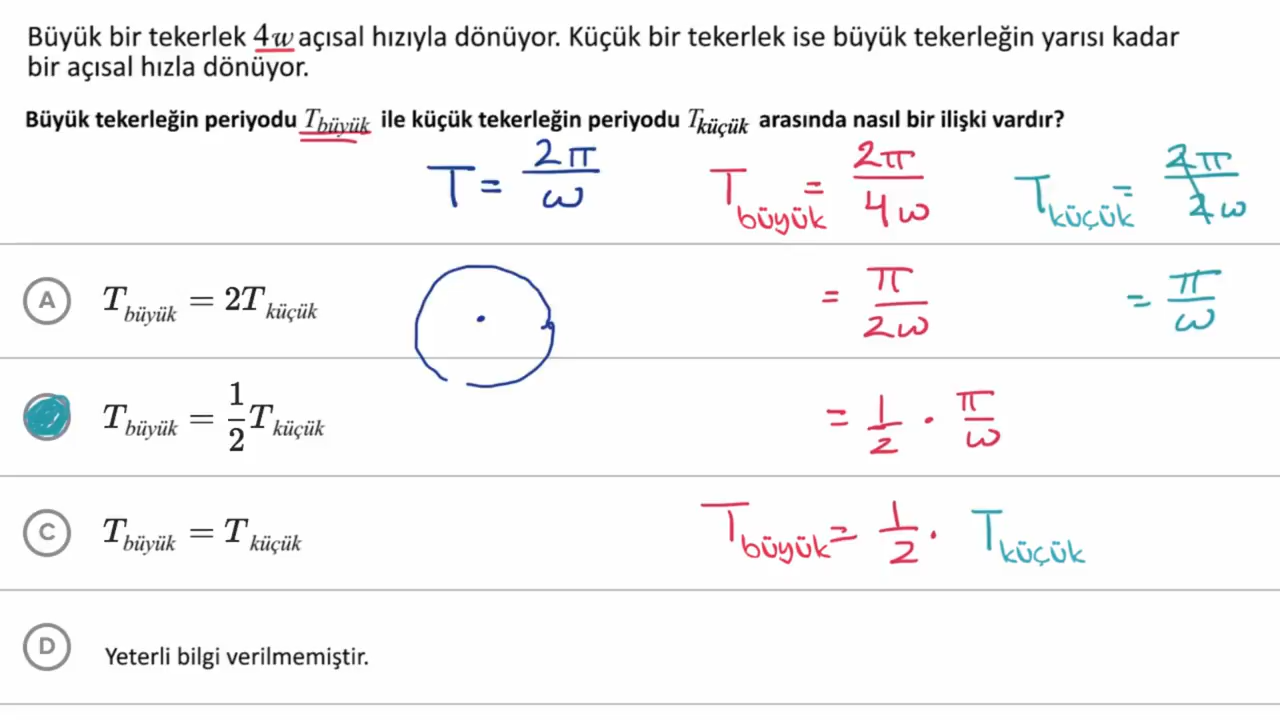 Büyük bir tekerlek 4w açısal hızıyla dönüyor. Küçük bir tekerlek ise büyük tekerleğin yarısı kadar
bir açısal hızla dönüyor.
Büyük tekerleğin periyodu T_büyük ile küçük tekerleğin periyodu T_küçük arasında nasıl bir ilişki vardır?
T = 2π/ω
T_büyük = 2π/4ω
T_küçük = 2π/2ω
A T_büyük = 2T_küçük
= π/2ω
= π/ω
T_büyük = 1/2 T_küçük
= 1/2 · π/ω
C T_büyük = T_küçük
T_büyük = 1/2 · T_küçük
D Yeterli bilgi verilmemiştir.